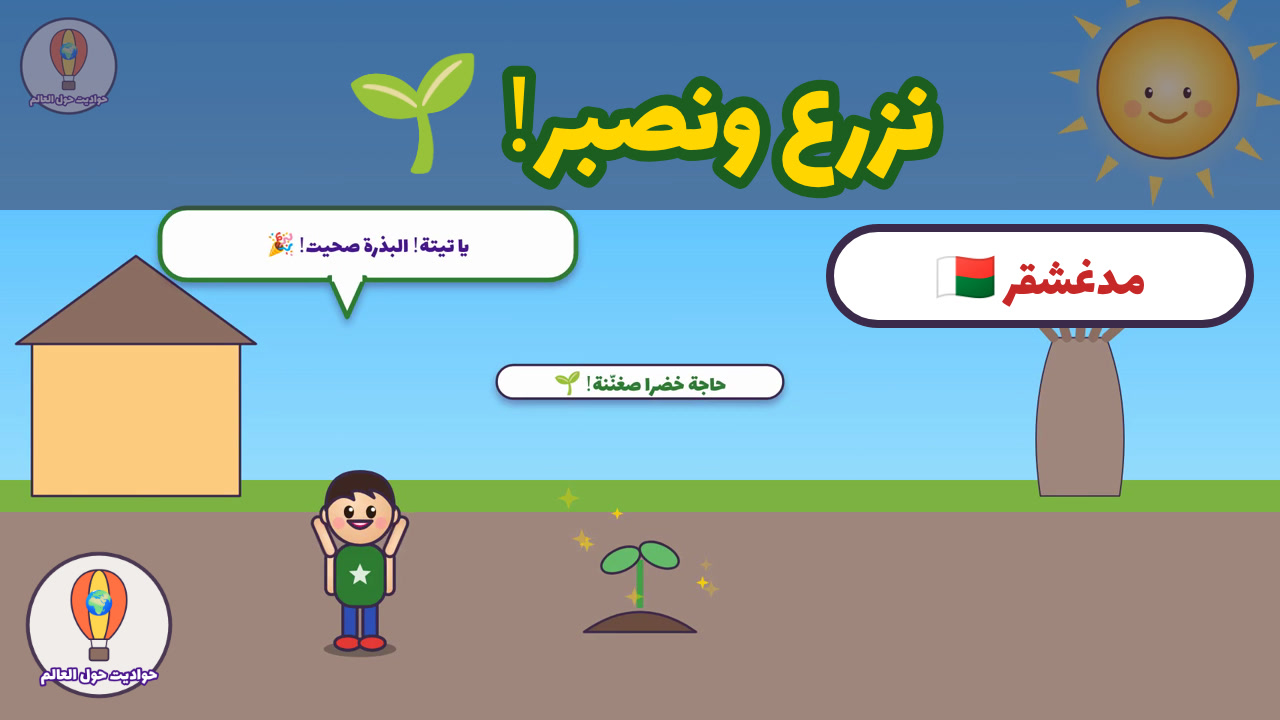 حواديت حول العالم
نزرع ونصبر! 🌱
يا تيتة! البذرة صحيت! 🎉
مدغشقر 🇲🇬
حاجة خضرا صغنّنة! 🌱
حواديت حول العالم